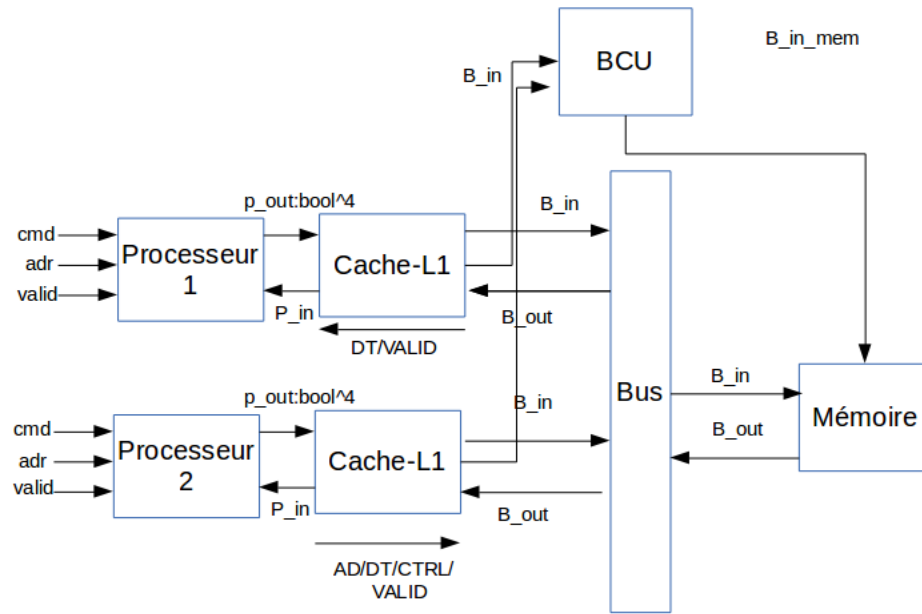 BCU
B_in_mem
B_in
p_out:bool^4
B_in
cmd
adr
valid
Processeur
1
Cache-L1
P_in
B_out
DT/VALID
p_out:bool^4
B_in
cmd
adr
valid
Processeur
2
Cache-L1
P_in
B_out
AD/DT/CTRL/
VALID
Bus
B_in
B_out
Mémoire